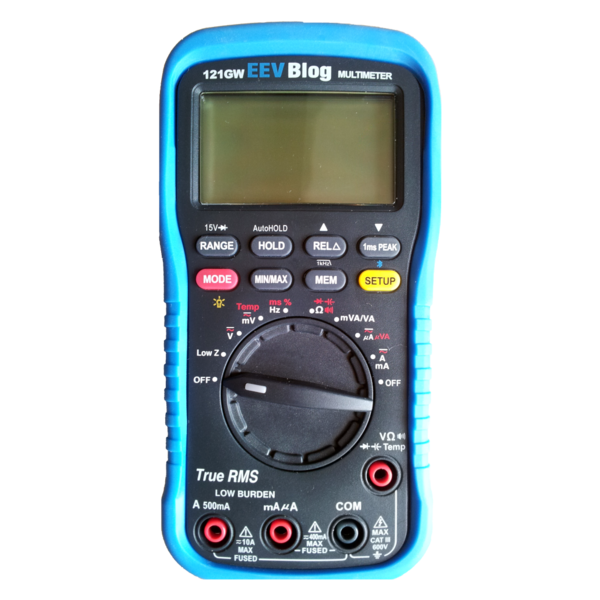 121GW EEVBlog MULTIMETER
15V AutoHOLD ▲ ▼
RANGE HOLD REL△ 1ms PEAK
1kHz
MODE MIN/MAX MEM SETUP
Temp ms %
mV Hz Ω mVA/VA
V µA µVA
Low Z A
mA
OFF OFF
VΩ
Temp
True RMS
LOW BURDEN
A 500mA mAµA COM
⚠ ≂10A MAX FUSED
⚠ ≂400mA MAX FUSED
MAX
CAT III
600V